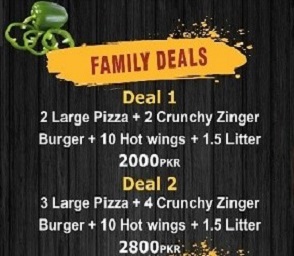 FAMILY DEALS
Deal 1
2 Large Pizza + 2 Crunchy Zinger
Burger + 10 Hot wings + 1.5 Litter
2000PKR
Deal 2
3 Large Pizza + 4 Crunchy Zinger
Burger + 10 Hot wings + 1.5 Litter
2800PKR